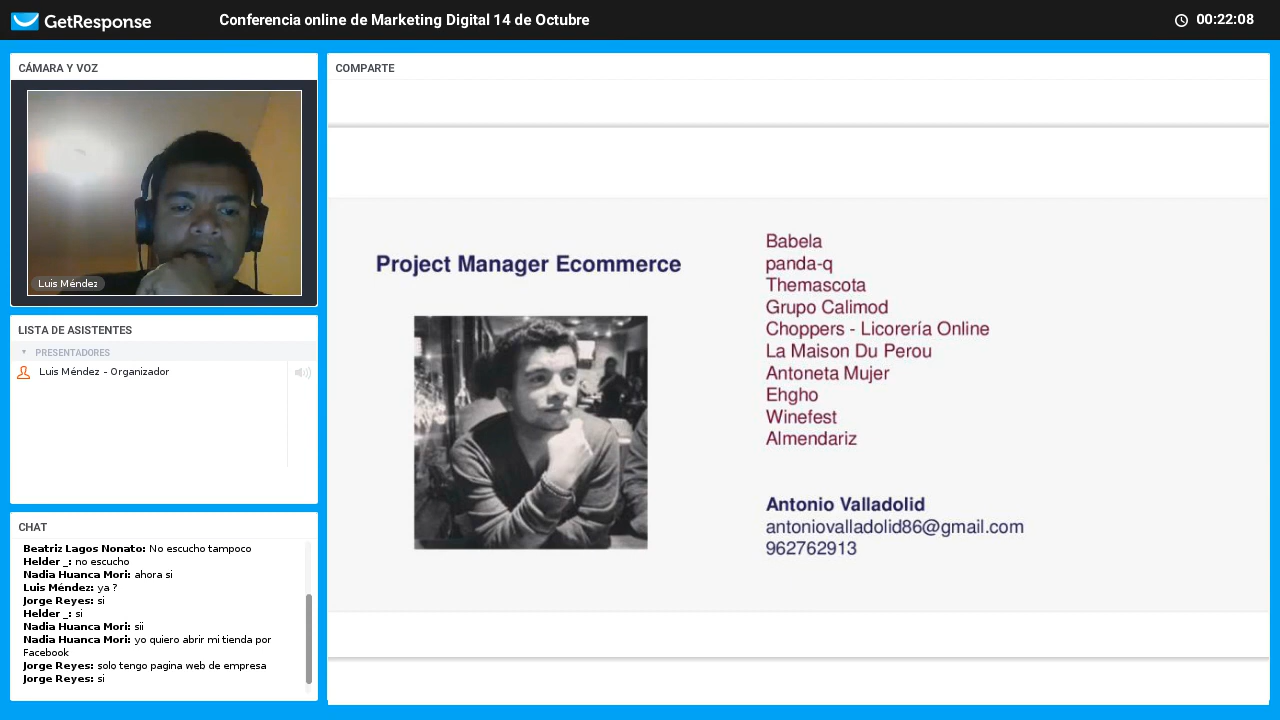 GetResponse
Conferencia online de Marketing Digital 14 de Octubre
00:22:08
CÁMARA Y VOZ
Luis Méndez
LISTA DE ASISTENTES
PRESENTADORES
Luis Méndez - Organizador
CHAT
Beatriz Lagos Nonato: No escucho tampoco
Helder _: no escucho
Nadia Huanca Mori: ahora si
Luis Méndez: ya ?
Jorge Reyes: si
Helder _: si
Nadia Huanca Mori: sii
Nadia Huanca Mori: yo quiero abrir mi tienda por
Facebook
Jorge Reyes: solo tengo pagina web de empresa
Jorge Reyes: si
COMPARTE
Project Manager Ecommerce
Babela
panda-q
Themascota
Grupo Calimod
Choppers - Licorería Online
La Maison Du Perou
Antoneta Mujer
Ehgho
Winefest
Almendariz
Antonio Valladolid
antoniovalladolid86@gmail.com
962762913